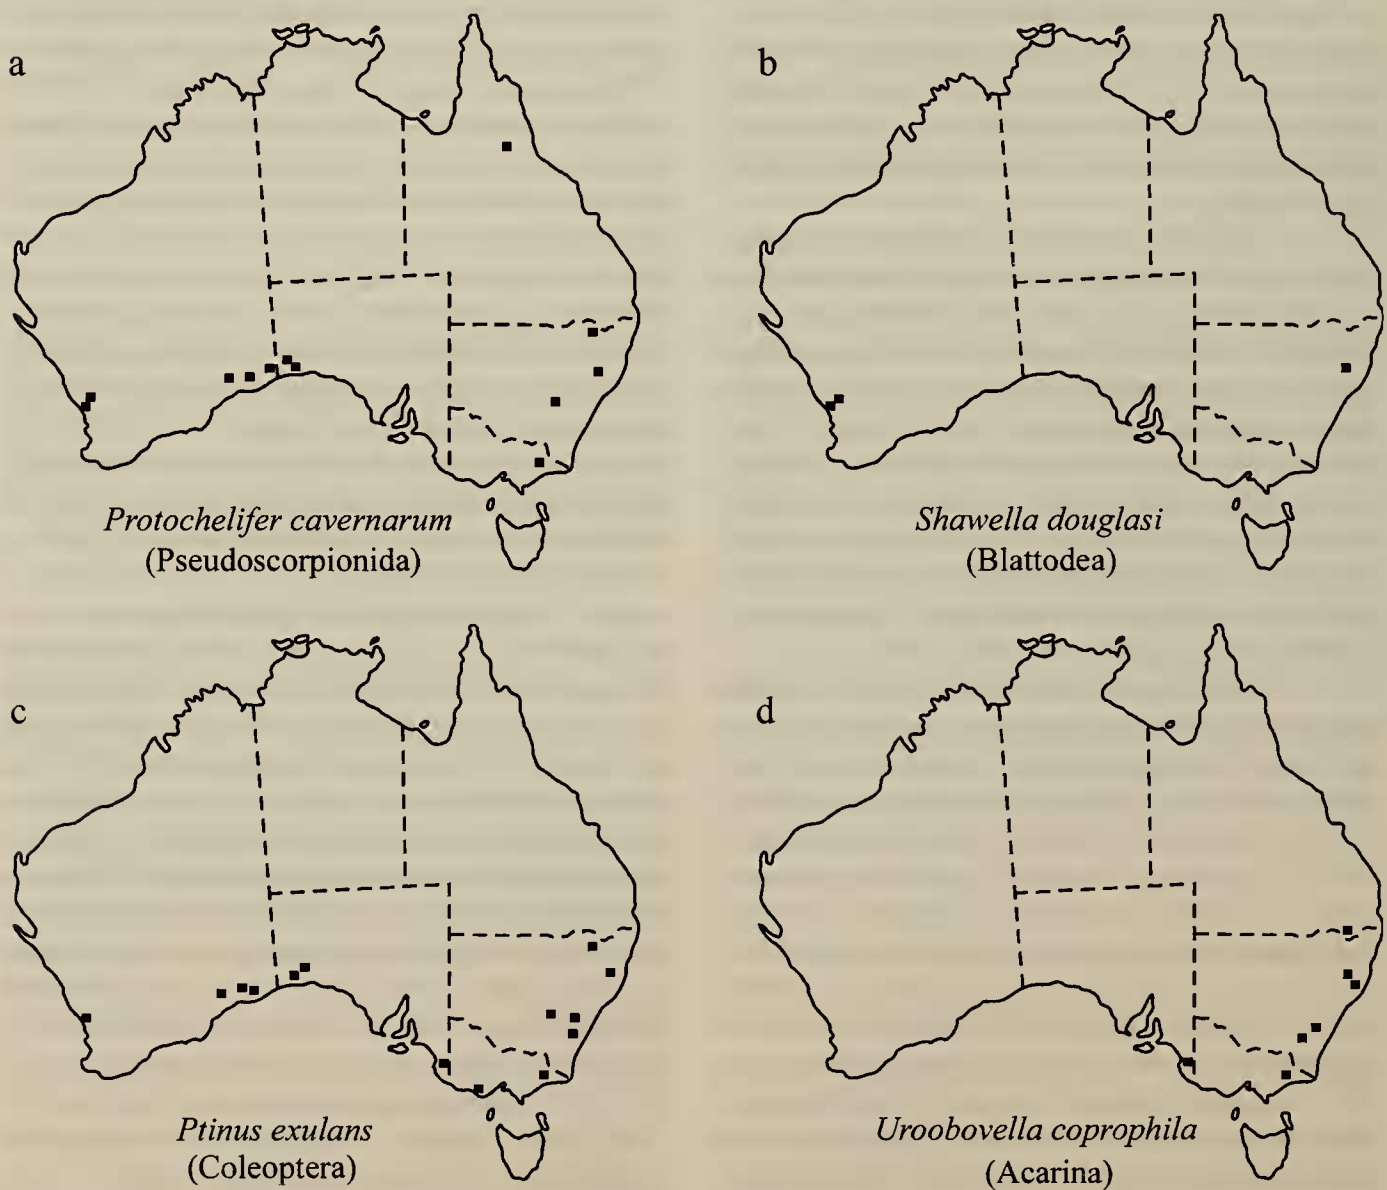 a
b
Protochelifer cavernarum
(Pseudoscorpionida)
Shawella douglasi
(Blattodea)
c
d
Ptinus exulans
(Coleoptera)
Uroobovella coprophila
(Acarina)